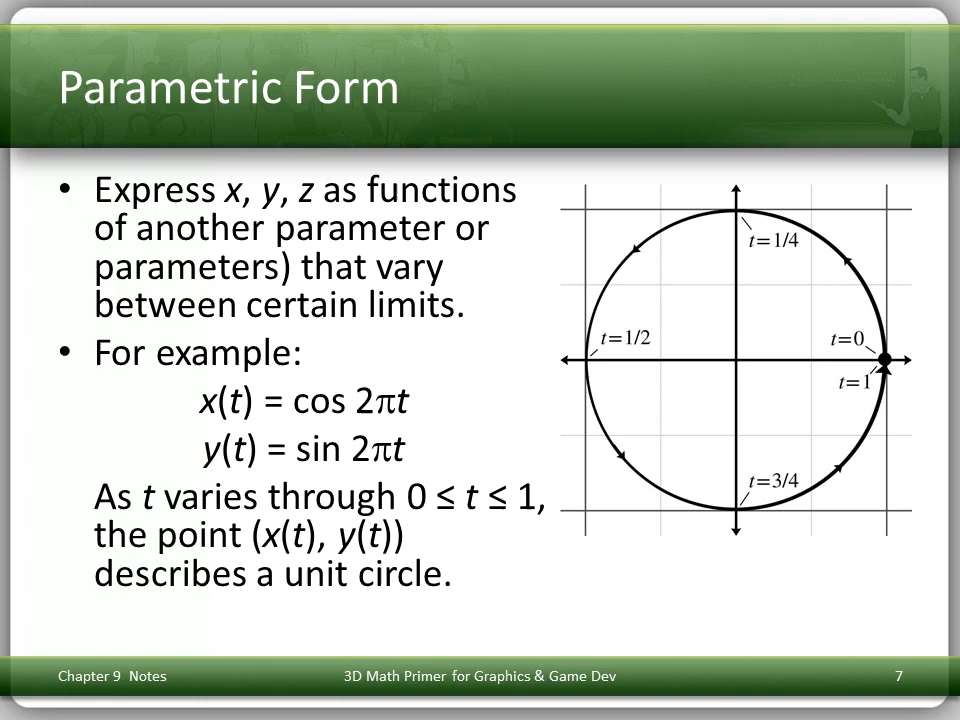 Parametric Form
• Express x, y, z as functions
of another parameter or
parameters) that vary
between certain limits.
• For example:
x(t) = cos 2πt
y(t) = sin 2πt
As t varies through 0 ≤ t ≤ 1,
the point (x(t), y(t))
describes a unit circle.
t=1/4
t=1/2
t=0
t=1
t=3/4
Chapter 9 Notes
3D Math Primer for Graphics & Game Dev
7